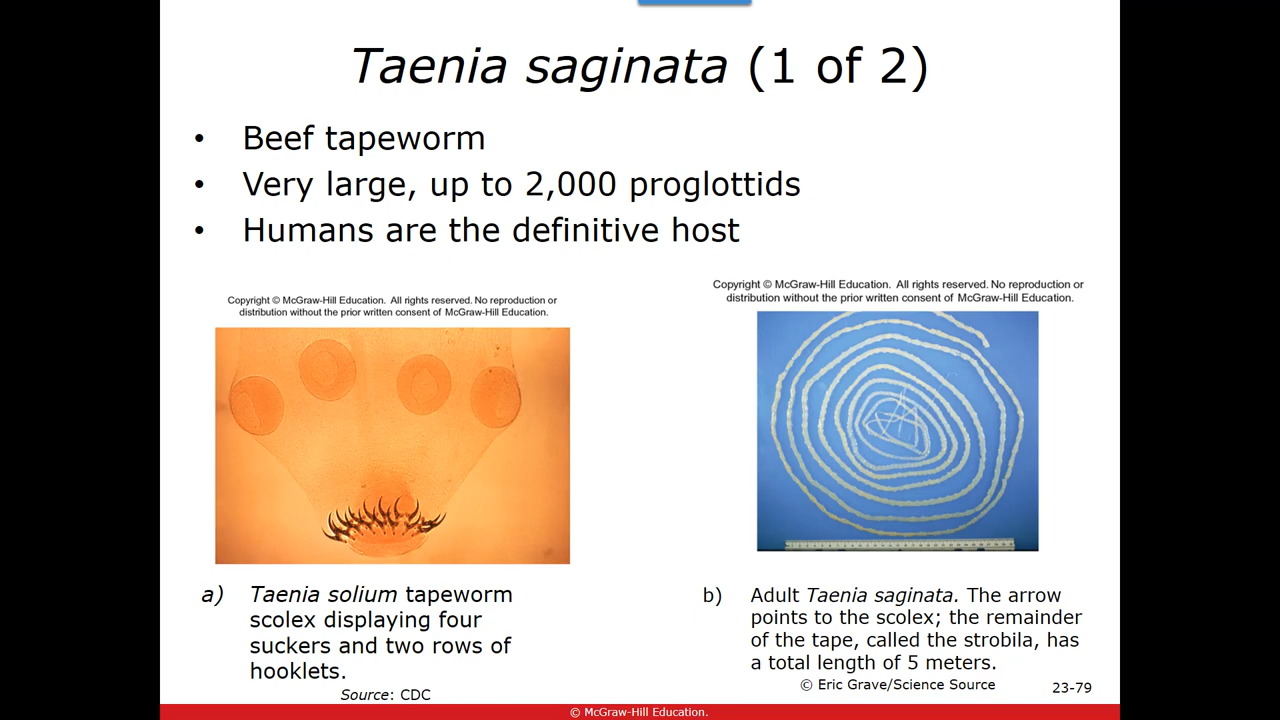 Taenia saginata (1 of 2)
• Beef tapeworm
• Very large, up to 2,000 proglottids
• Humans are the definitive host
Copyright © McGraw-Hill Education. All rights reserved. No reproduction or
distribution without the prior written consent of McGraw-Hill Education.
Copyright © McGraw-Hill Education. All rights reserved. No reproduction or
distribution without the prior written consent of McGraw-Hill Education.
a) Taenia solium tapeworm
scolex displaying four
suckers and two rows of
hooklets.
Source: CDC
b) Adult Taenia saginata. The arrow
points to the scolex; the remainder
of the tape, called the strobila, has
a total length of 5 meters.
© Eric Grave/Science Source
23-79
© McGraw-Hill Education.